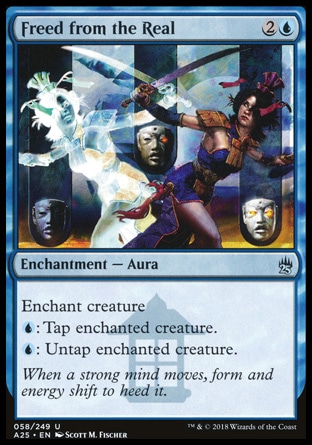 Freed from the Real 2
Enchantment — Aura
Enchant creature
: Tap enchanted creature.
: Untap enchanted creature.
When a strong mind moves, form and
energy shift to heed it.
25
058/249 U
A25 • EN Scott M. Fischer
™ & © 2018 Wizards of the Coast